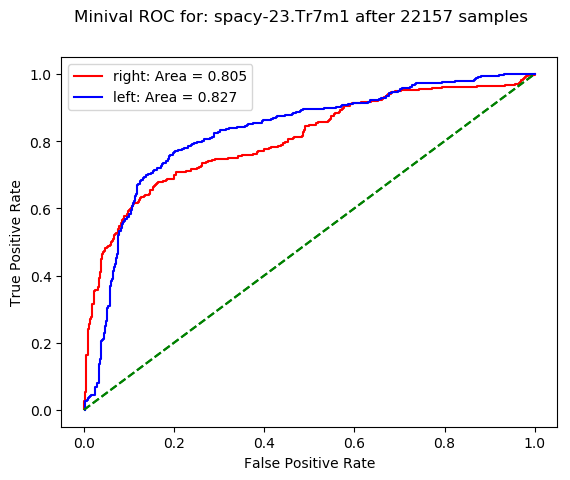 Minival ROC for: spacy-23.Tr7m1 after 22157 samples
right: Area = 0.805
left: Area = 0.827
True Positive Rate
1.0
0.8
0.6
0.4
0.2
0.0
0.0 0.2 0.4 0.6 0.8 1.0
False Positive Rate